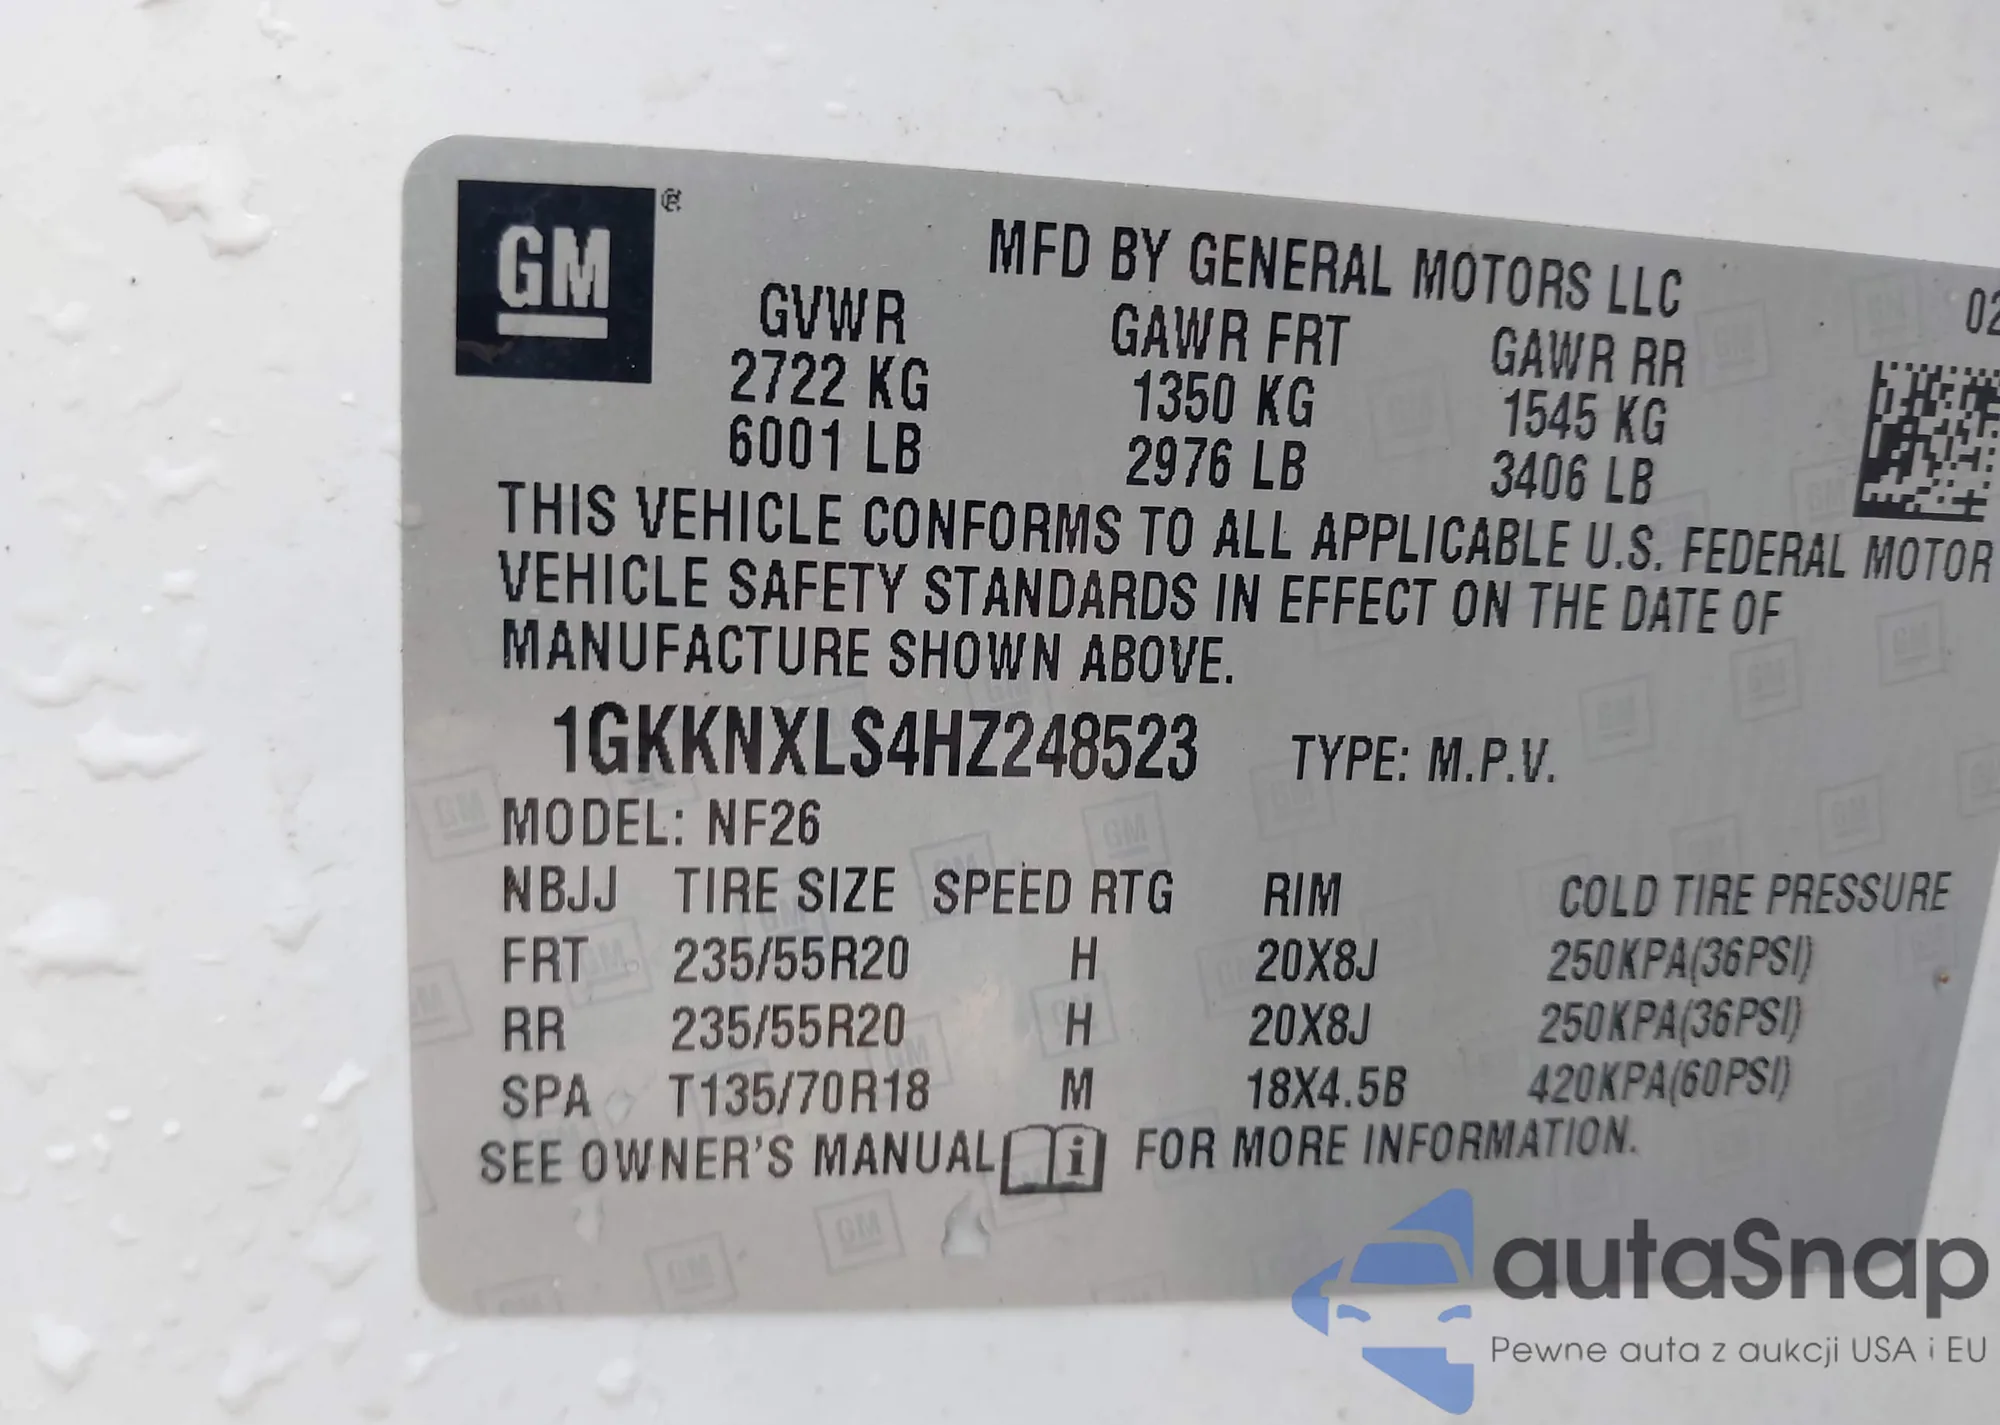 GM®
MFD BY GENERAL MOTORS LLC
02
GVWR GAWR FRT GAWR RR
2722 KG 1350 KG 1545 KG
6001 LB 2976 LB 3406 LB
THIS VEHICLE CONFORMS TO ALL APPLICABLE U.S. FEDERAL MOTOR
VEHICLE SAFETY STANDARDS IN EFFECT ON THE DATE OF
MANUFACTURE SHOWN ABOVE.
1GKKNXLS4HZ248523 TYPE: M.P.V.
MODEL: NF26
NBJJ TIRE SIZE SPEED RTG RIM COLD TIRE PRESSURE
FRT 235/55R20 H 20X8J 250KPA(36PSI)
RR 235/55R20 H 20X8J 250KPA(36PSI)
SPA T135/70R18 M 18X4.5B 420KPA(60PSI)
SEE OWNER'S MANUAL i FOR MORE INFORMATION.
autaSnap
Pewne auta z aukcji USA i EU